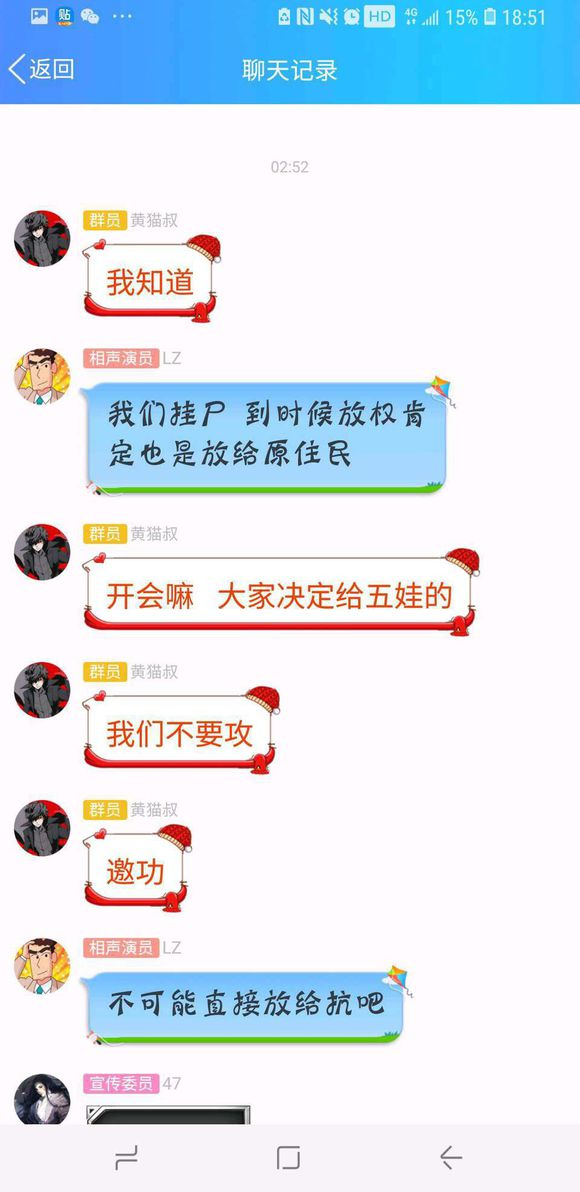 贴 HD 4G 15% 18:51
返回 聊天记录
02:52
群员 黄猫叔
我知道
相声演员 LZ
我们挂尸 到时候放权肯
定也是放给原住民
群员 黄猫叔
开会嘛 大家决定给五娃的
群员 黄猫叔
我们不要攻
群员 黄猫叔
邀功
相声演员 LZ
不可能直接放给抗吧
宣传委员 47